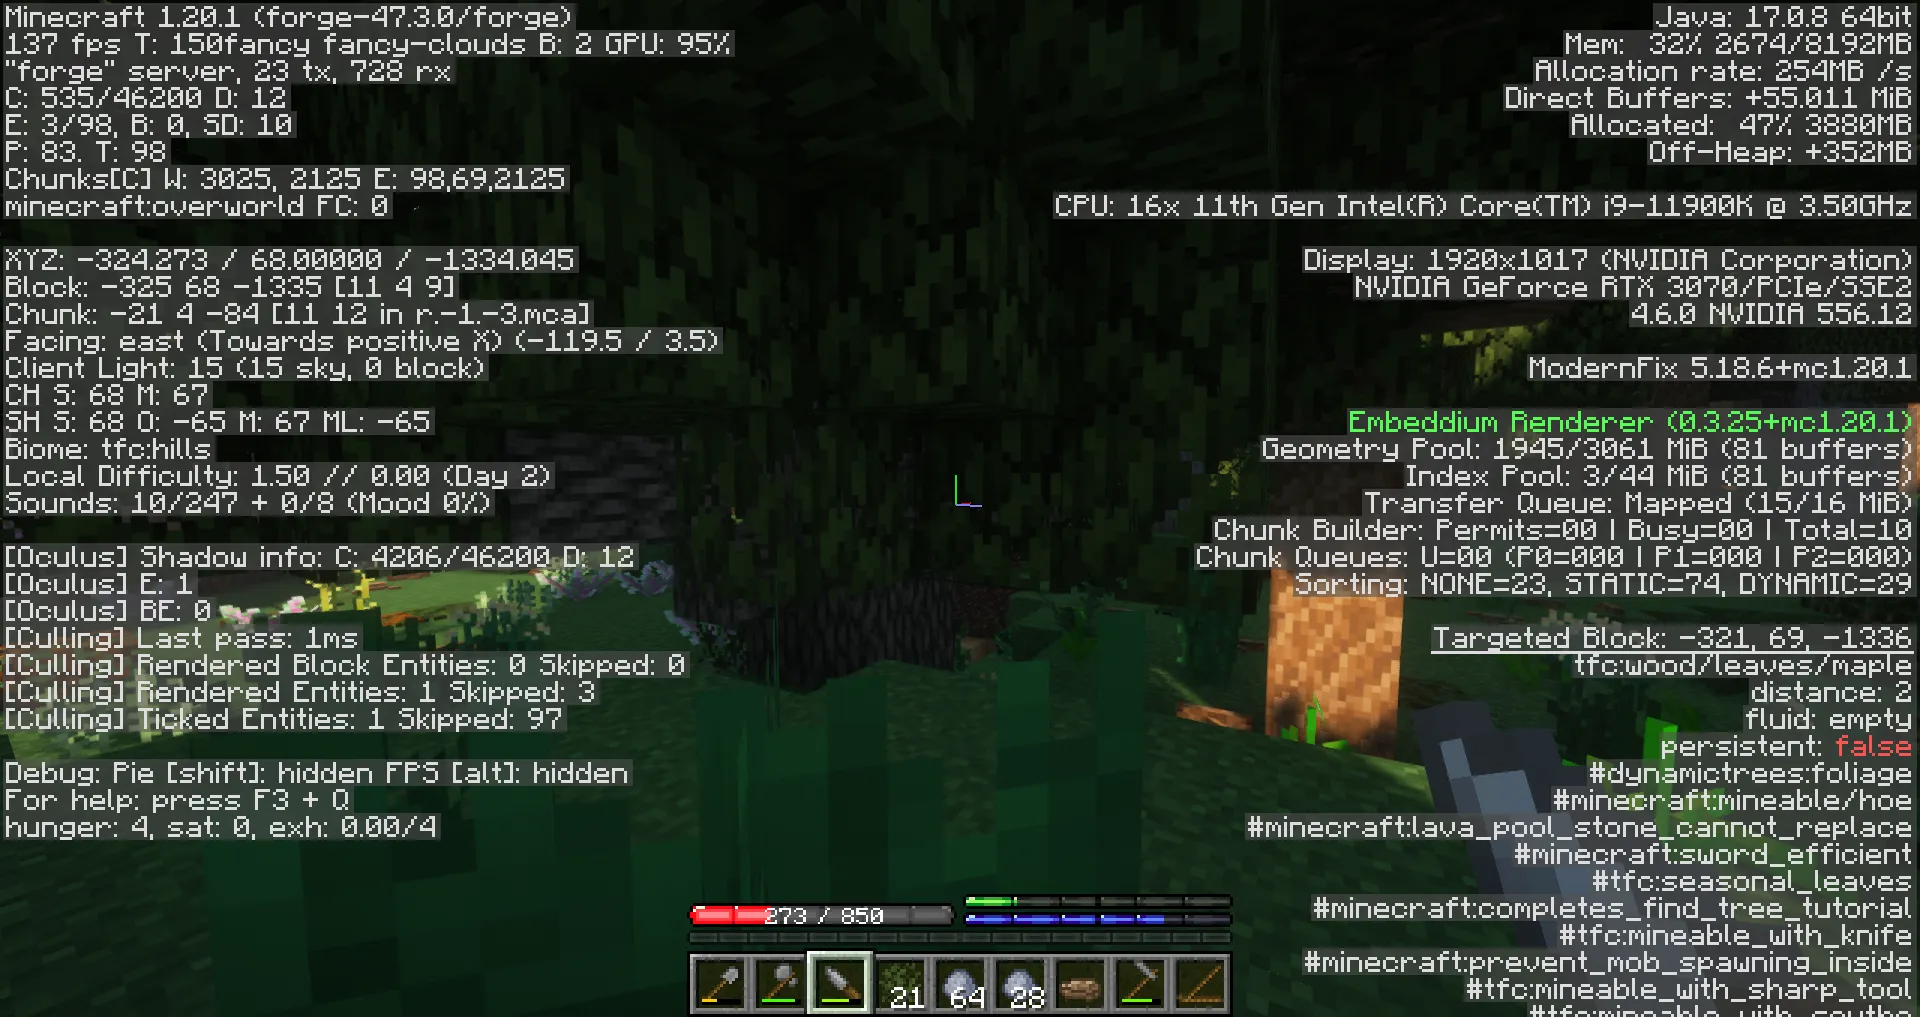 Minecraft 1.20.1 (forge-47.3.0/forge)
137 fps T: 150fancy fancy-clouds B: 2 GPU: 95%
"forge" server, 23 tx, 728 rx
C: 535/46200 D: 12
E: 3/98, B: 0, SD: 10
P: 83. T: 98
Chunks[C] W: 3025, 2125 E: 98,69,2125
minecraft:overworld FC: 0
XYZ: -324.273 / 68.00000 / -1334.045
Block: -325 68 -1335 [11 4 9]
Chunk: -21 4 -84 [11 12 in r.-1.-3.mca]
Facing: east (Towards positive X) (-119.5 / 3.5)
Client Light: 15 (15 sky, 0 block)
CH S: 68 M: 67
SH S: 68 O: -65 M: 67 ML: -65
Biome: tfc:hills
Local Difficulty: 1.50 // 0.00 (Day 2)
Sounds: 10/247 + 0/8 (Mood 0%)
[Oculus] Shadow info: C: 4206/46200 D: 12
[Oculus] E: 1
[Oculus] BE: 0
[Culling] Last pass: 1ms
[Culling] Rendered Block Entities: 0 Skipped: 0
[Culling] Rendered Entities: 1 Skipped: 3
[Culling] Ticked Entities: 1 Skipped: 97
Debug: Pie [shift]: hidden FPS [alt]: hidden
For help: press F3 + Q
hunger: 4, sat: 0, exh: 0.00/4
Java: 17.0.8 64bit
Mem: 32% 2674/8192MB
Allocation rate: 254MB /s
Direct Buffers: +55.011 MiB
Allocated: 47% 3880MB
Off-Heap: +352MB
CPU: 16x 11th Gen Intel(R) Core(TM) i9-11900K @ 3.50GHz
Display: 1920x1017 (NVIDIA Corporation)
NVIDIA GeForce RTX 3070/PCIe/SSE2
4.6.0 NVIDIA 556.12
ModernFix 5.18.6+mc1.20.1
Embeddium Renderer (0.3.25+mc1.20.1)
Geometry Pool: 1945/3061 MiB (81 buffers)
Index Pool: 3/44 MiB (81 buffers)
Transfer Queue: Mapped (15/16 MiB)
Chunk Builder: Permits=00 | Busy=00 | Total=10
Chunk Queues: U=00 (P0=000 | P1=000 | P2=000)
Sorting: NONE=23, STATIC=74, DYNAMIC=29
Targeted Block: -321, 69, -1336
tfc:wood/leaves/maple
distance: 2
fluid: empty
persistent: false
#dynamictrees:foliage
#minecraft:mineable/hoe
#minecraft:lava_pool_stone_cannot_replace
#minecraft:sword_efficient
#tfc:seasonal_leaves
#minecraft:completes_find_tree_tutorial
#tfc:mineable_with_knife
#minecraft:prevent_mob_spawning_inside
#tfc:mineable_with_sharp_tool
273 / 850
21
64
28